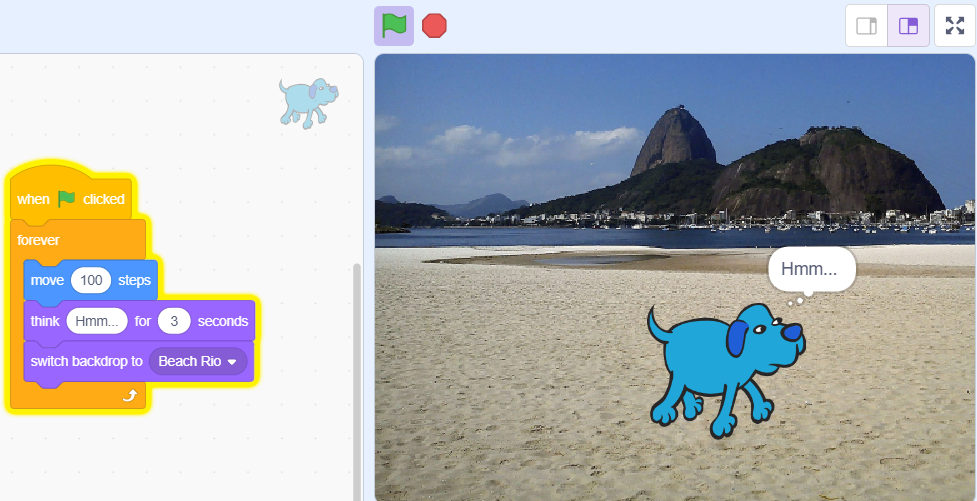 when clicked
forever
move 100 steps
think Hmm... for 3 seconds
switch backdrop to Beach Rio
Hmm...